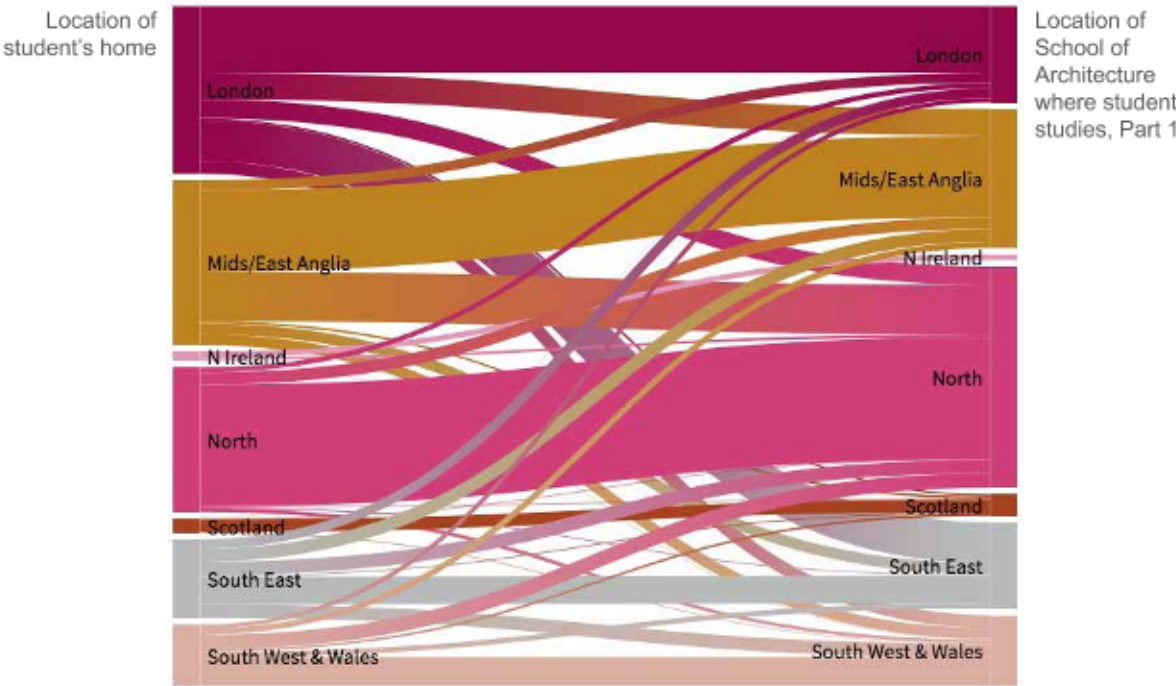 Location of
student's home
London
Mids/East Anglia
N Ireland
North
Scotland
South East
South West & Wales
London
Mids/East Anglia
N Ireland
North
Scotland
South East
South West & Wales
Location of
School of
Architecture
where student
studies, Part 1